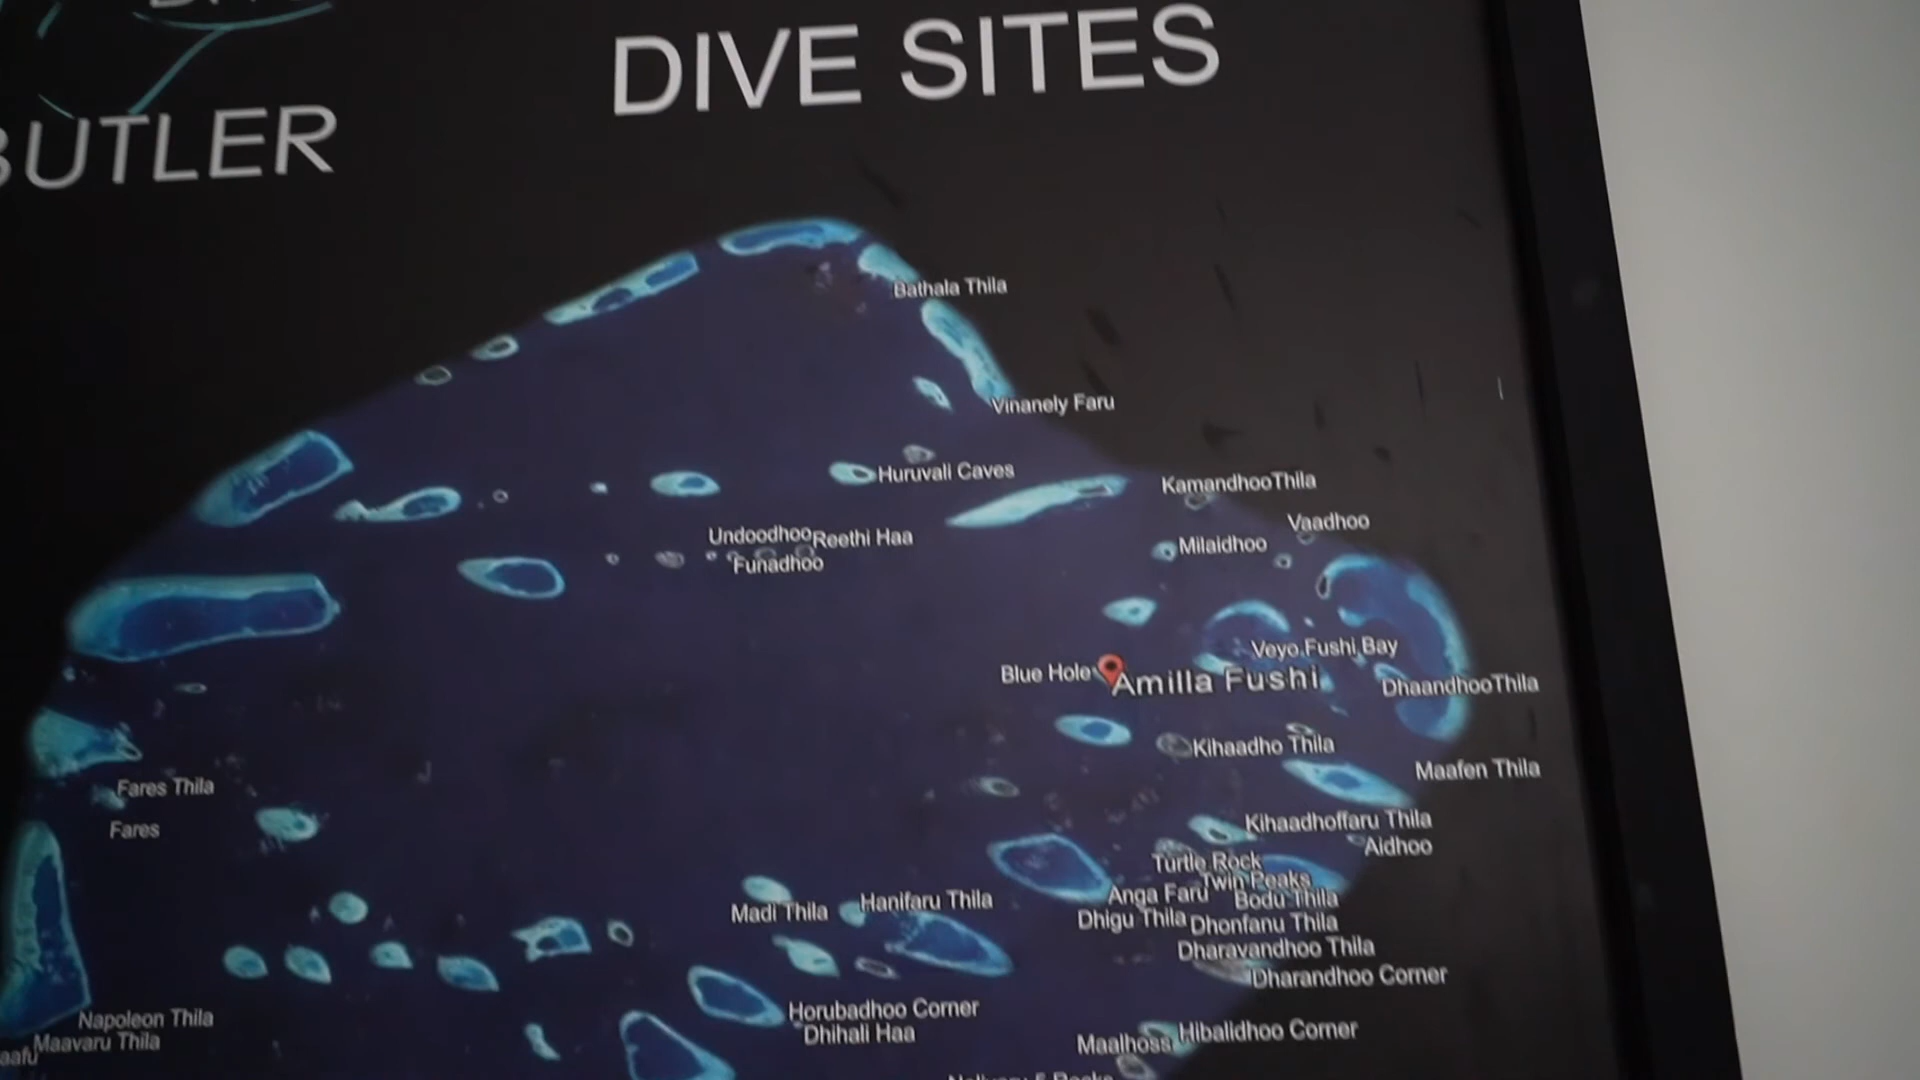 DIVE SITES
BUTLER
Bathala Thila
Vinanely Faru
Huruvali Caves
KamandhooThila
Vaadhoo
Undoodhoo
Reethi Haa
Milaidhoo
Funadhoo
Veyo Fushi Bay
Blue Hole
Amilla Fushi
DhaandhooThila
Kihaadho Thila
Maafen Thila
Fares Thila
Kihaadhoffaru Thila
Fares
Aidhoo
Turtle Rock
Twin Peaks
Anga Faru
Bodu Thila
Madi Thila
Hanifaru Thila
Dhigu Thila
Dhonfanu Thila
Dharavandhoo Thila
Dharandhoo Corner
Horubadhoo Corner
Napoleon Thila
Dhihali Haa
Hibalidhoo Corner
Maavaru Thila
Maalhoss